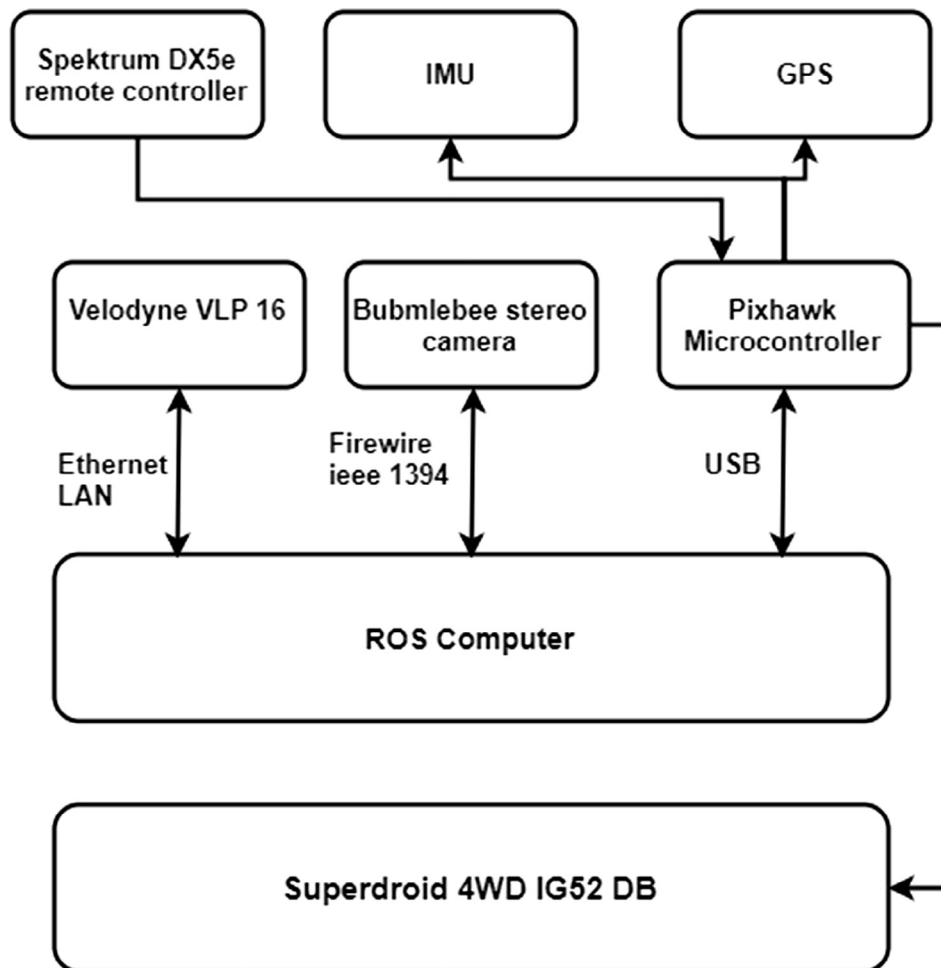 Spektrum DX5e
remote controller
IMU
GPS
Velodyne VLP 16
Bubmlebee stereo
camera
Pixhawk
Microcontroller
Ethernet
LAN
Firewire
ieee 1394
USB
ROS Computer
Superdroid 4WD IG52 DB